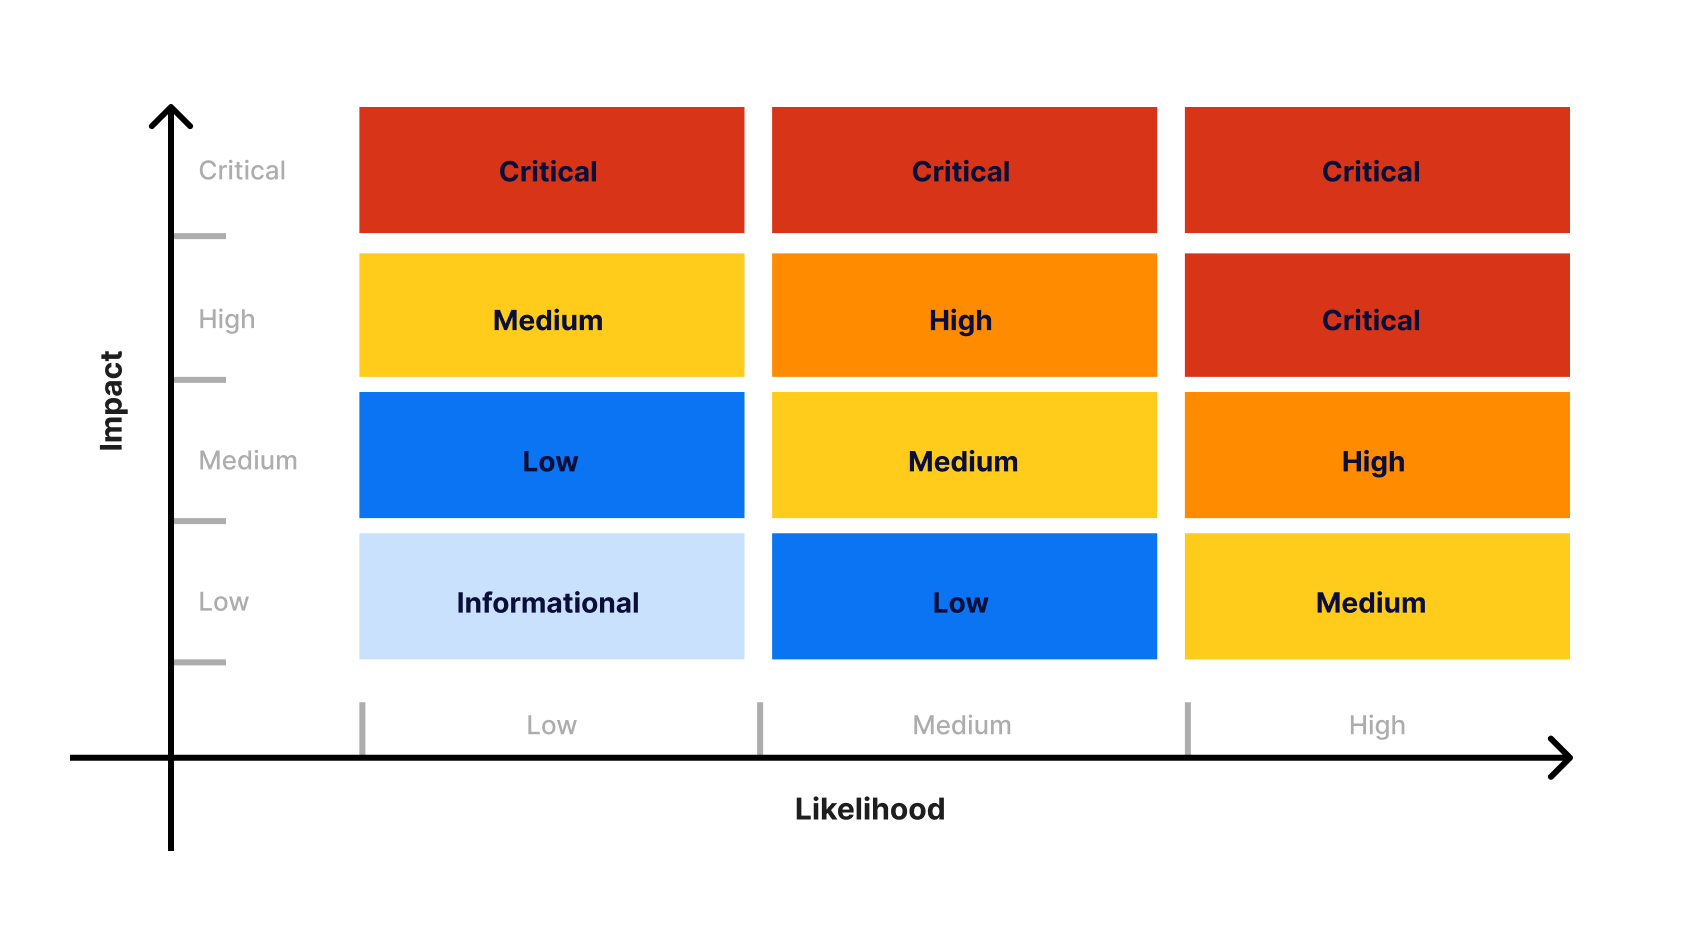 Critical
Critical
Critical
Critical
High
Medium
High
Critical
Impact
Medium
Low
Medium
High
Low
Informational
Low
Medium
Low
Medium
High
Likelihood